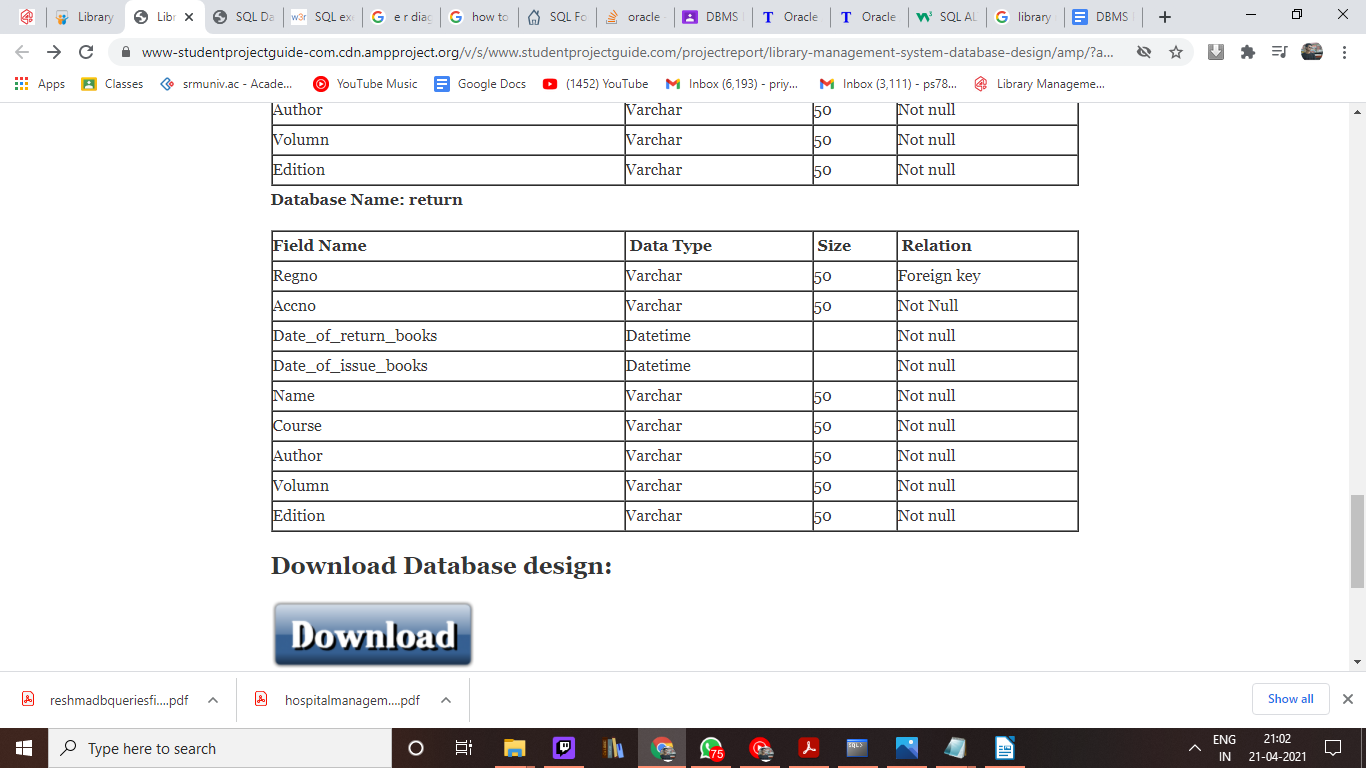 Library
Libr
SQL Da
SQL exe
e r diag
how to
SQL Fo
oracle
DBMS
Oracle
Oracle
SQL AL
library
DBMS
www-studentprojectguide-com.cdn.ampproject.org/v/s/www.studentprojectguide.com/projectreport/library-management-system-database-design/amp/?a...
Apps Classes srmuniv.ac - Acade... YouTube Music Google Docs (1452) YouTube Inbox (6,193) - priy... Inbox (3,111) - ps78... Library Manageme...
Author Varchar 50 Not null
Volumn Varchar 50 Not null
Edition Varchar 50 Not null
Database Name: return
Field Name Data Type Size Relation
Regno Varchar 50 Foreign key
Accno Varchar 50 Not Null
Date_of_return_books Datetime Not null
Date_of_issue_books Datetime Not null
Name Varchar 50 Not null
Course Varchar 50 Not null
Author Varchar 50 Not null
Volumn Varchar 50 Not null
Edition Varchar 50 Not null
Download Database design:
Download
reshmadbqueriesfi....pdf hospitalmanagem....pdf Show all
Type here to search
75
ENG
IN
21:02
21-04-2021